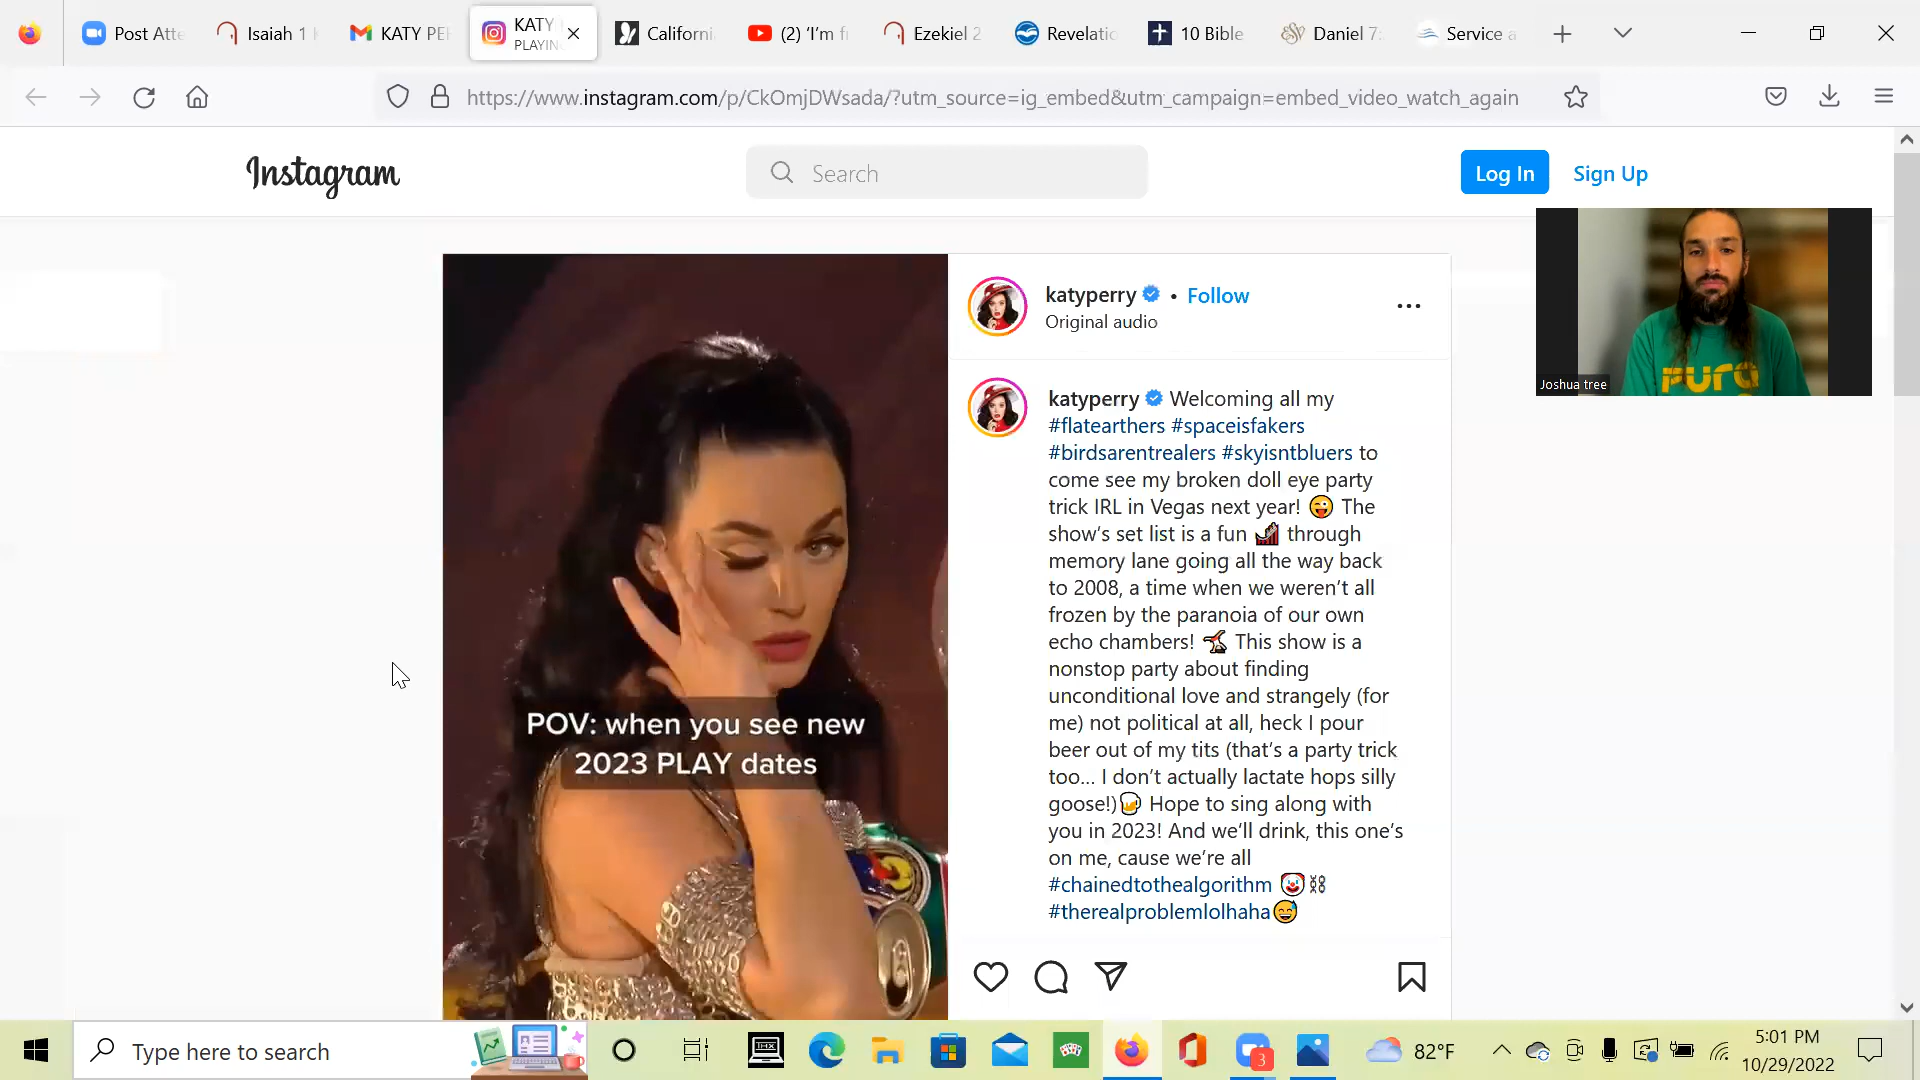 Post Atte
Isaiah 1
KATY PE
KATY
PLAYIN
Californi
(2) 'I'm f
Ezekiel 2
Revelatio
10 Bible
Daniel 7:
Service a
https://www.instagram.com/p/CkOmjDWsada/?utm_source=ig_embed&utm_campaign=embed_video_watch_again
Instagram
Search
Log In
Sign Up
katyperry • Follow
Original audio
Joshua tree
katyperry Welcoming all my
#flatearthers #spaceisfakers
#birdsarentrealers #skyisntbluers to
come see my broken doll eye party
trick IRL in Vegas next year! 😜 The
show's set list is a fun 🎢 through
memory lane going all the way back
to 2008, a time when we weren't all
frozen by the paranoia of our own
echo chambers! This show is a
nonstop party about finding
unconditional love and strangely (for
me) not political at all, heck I pour
beer out of my tits (that's a party trick
too... I don't actually lactate hops silly
goose!)🍺 Hope to sing along with
you in 2023! And we'll drink, this one's
on me, cause we're all
#chainedtothealgorithm 🤡⛓
#therealproblemlolhaha😅
POV: when you see new
2023 PLAY dates
Type here to search
THX
3
82°F
5:01 PM
10/29/2022